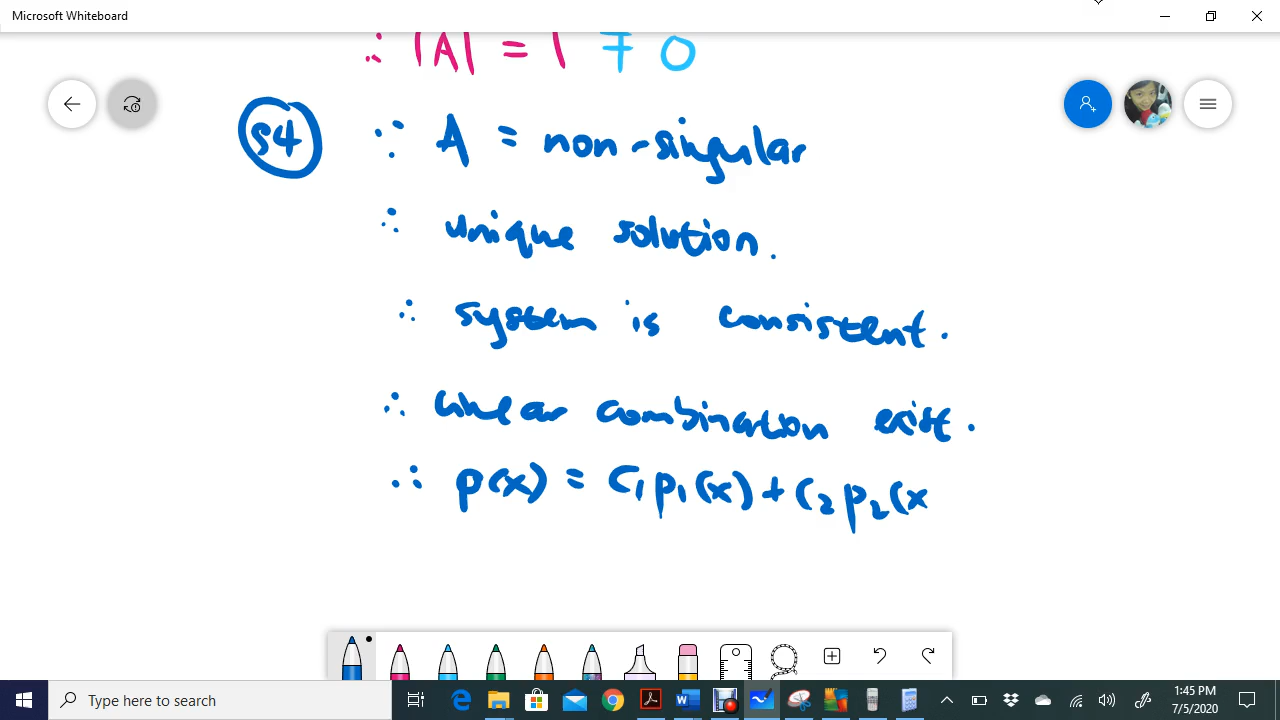 Microsoft Whiteboard
∴ |A| = 1 ≠ 0
S4 ∵ A = non-singular
∴ unique solution.
∴ system is consistent.
∴ linear combination exist.
∴ p(x) = C₁p₁(x) + C₂p₂(x
Type here to search
1:45 PM
7/5/2020